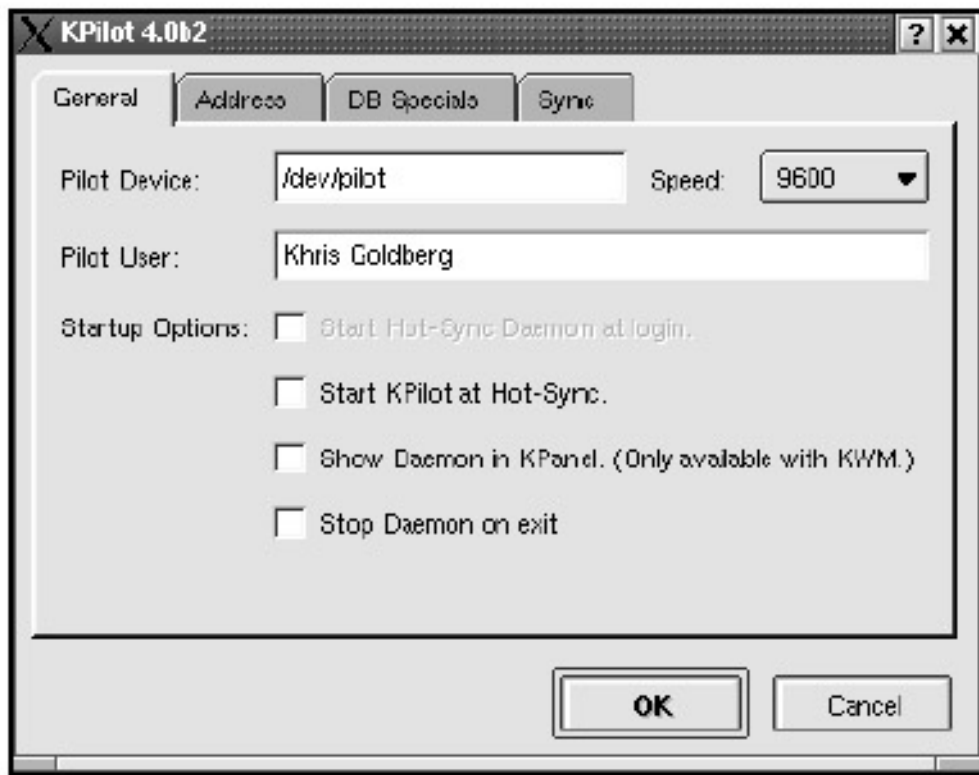 KPilot 4.0b2 ?
General Address DB Specials Sync
Pilot Device: /dev/pilot Speed: 9600
Pilot User: Khris Goldberg
Startup Options: Start Hot-Sync Daemon at login.
Start KPilot at Hot-Sync.
Show Daemon in KPanel. (Only available with KWM.)
Stop Daemon on exit
OK Cancel